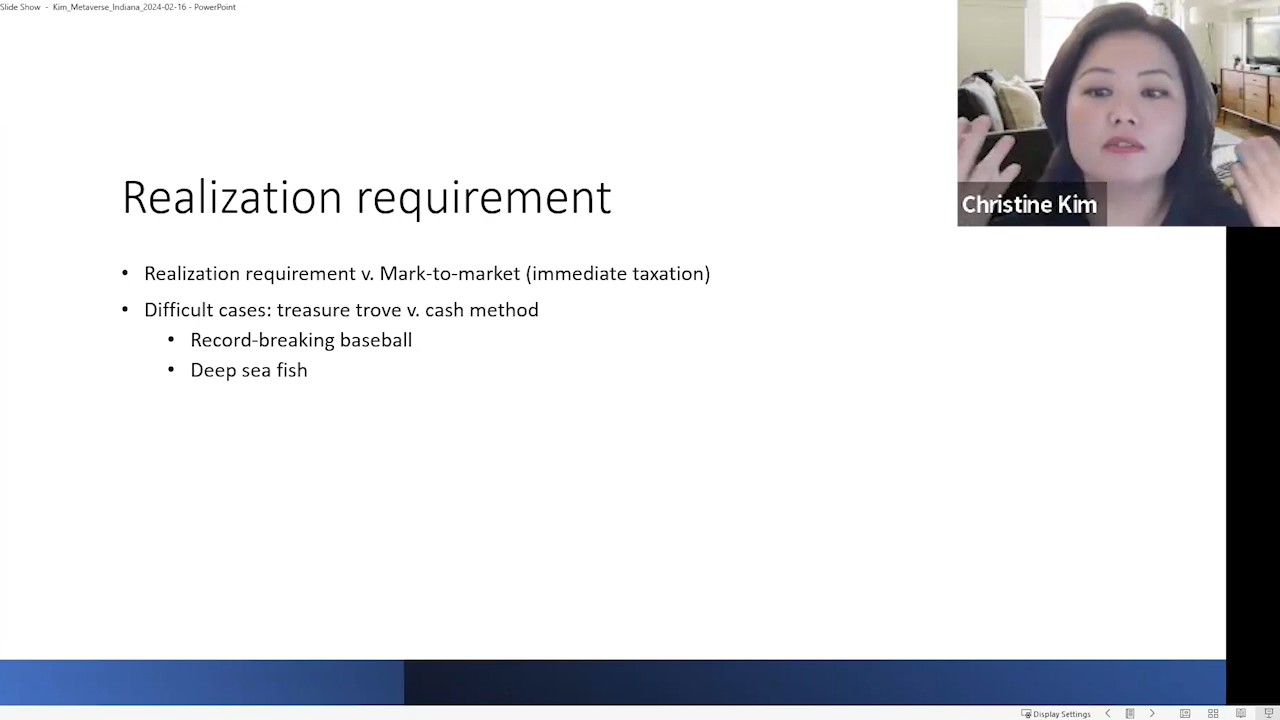 Slide Show - Kim_Metaverse_Indiana_2024-02-16 - PowerPoint
Christine Kim
Realization requirement
• Realization requirement v. Mark-to-market (immediate taxation)
• Difficult cases: treasure trove v. cash method
• Record-breaking baseball
• Deep sea fish
Display Settings